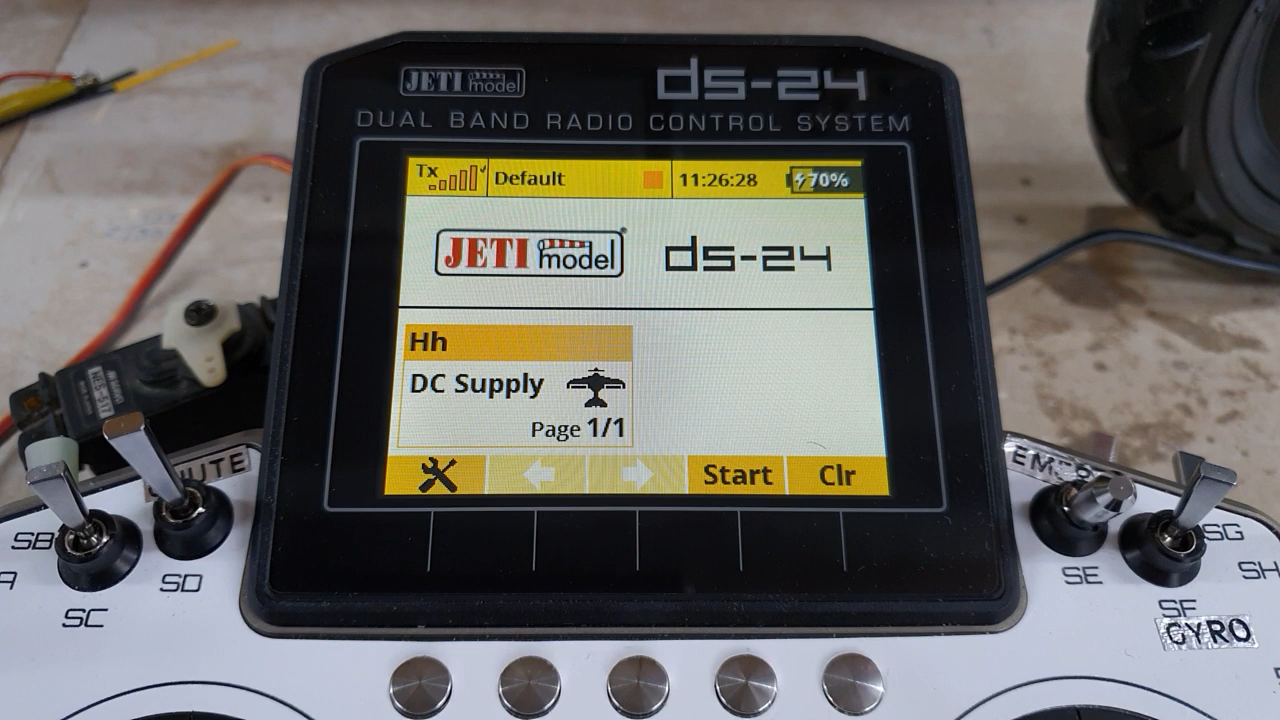 JETI model
ds-24
DUAL BAND RADIO CONTROL SYSTEM
Tx
Default
11:26:28
70%
JETI model
ds-24
Hh
DC Supply
Page 1/1
Start
Clr
SB
SD
SC
SE
SG
SH
SF
GYRO